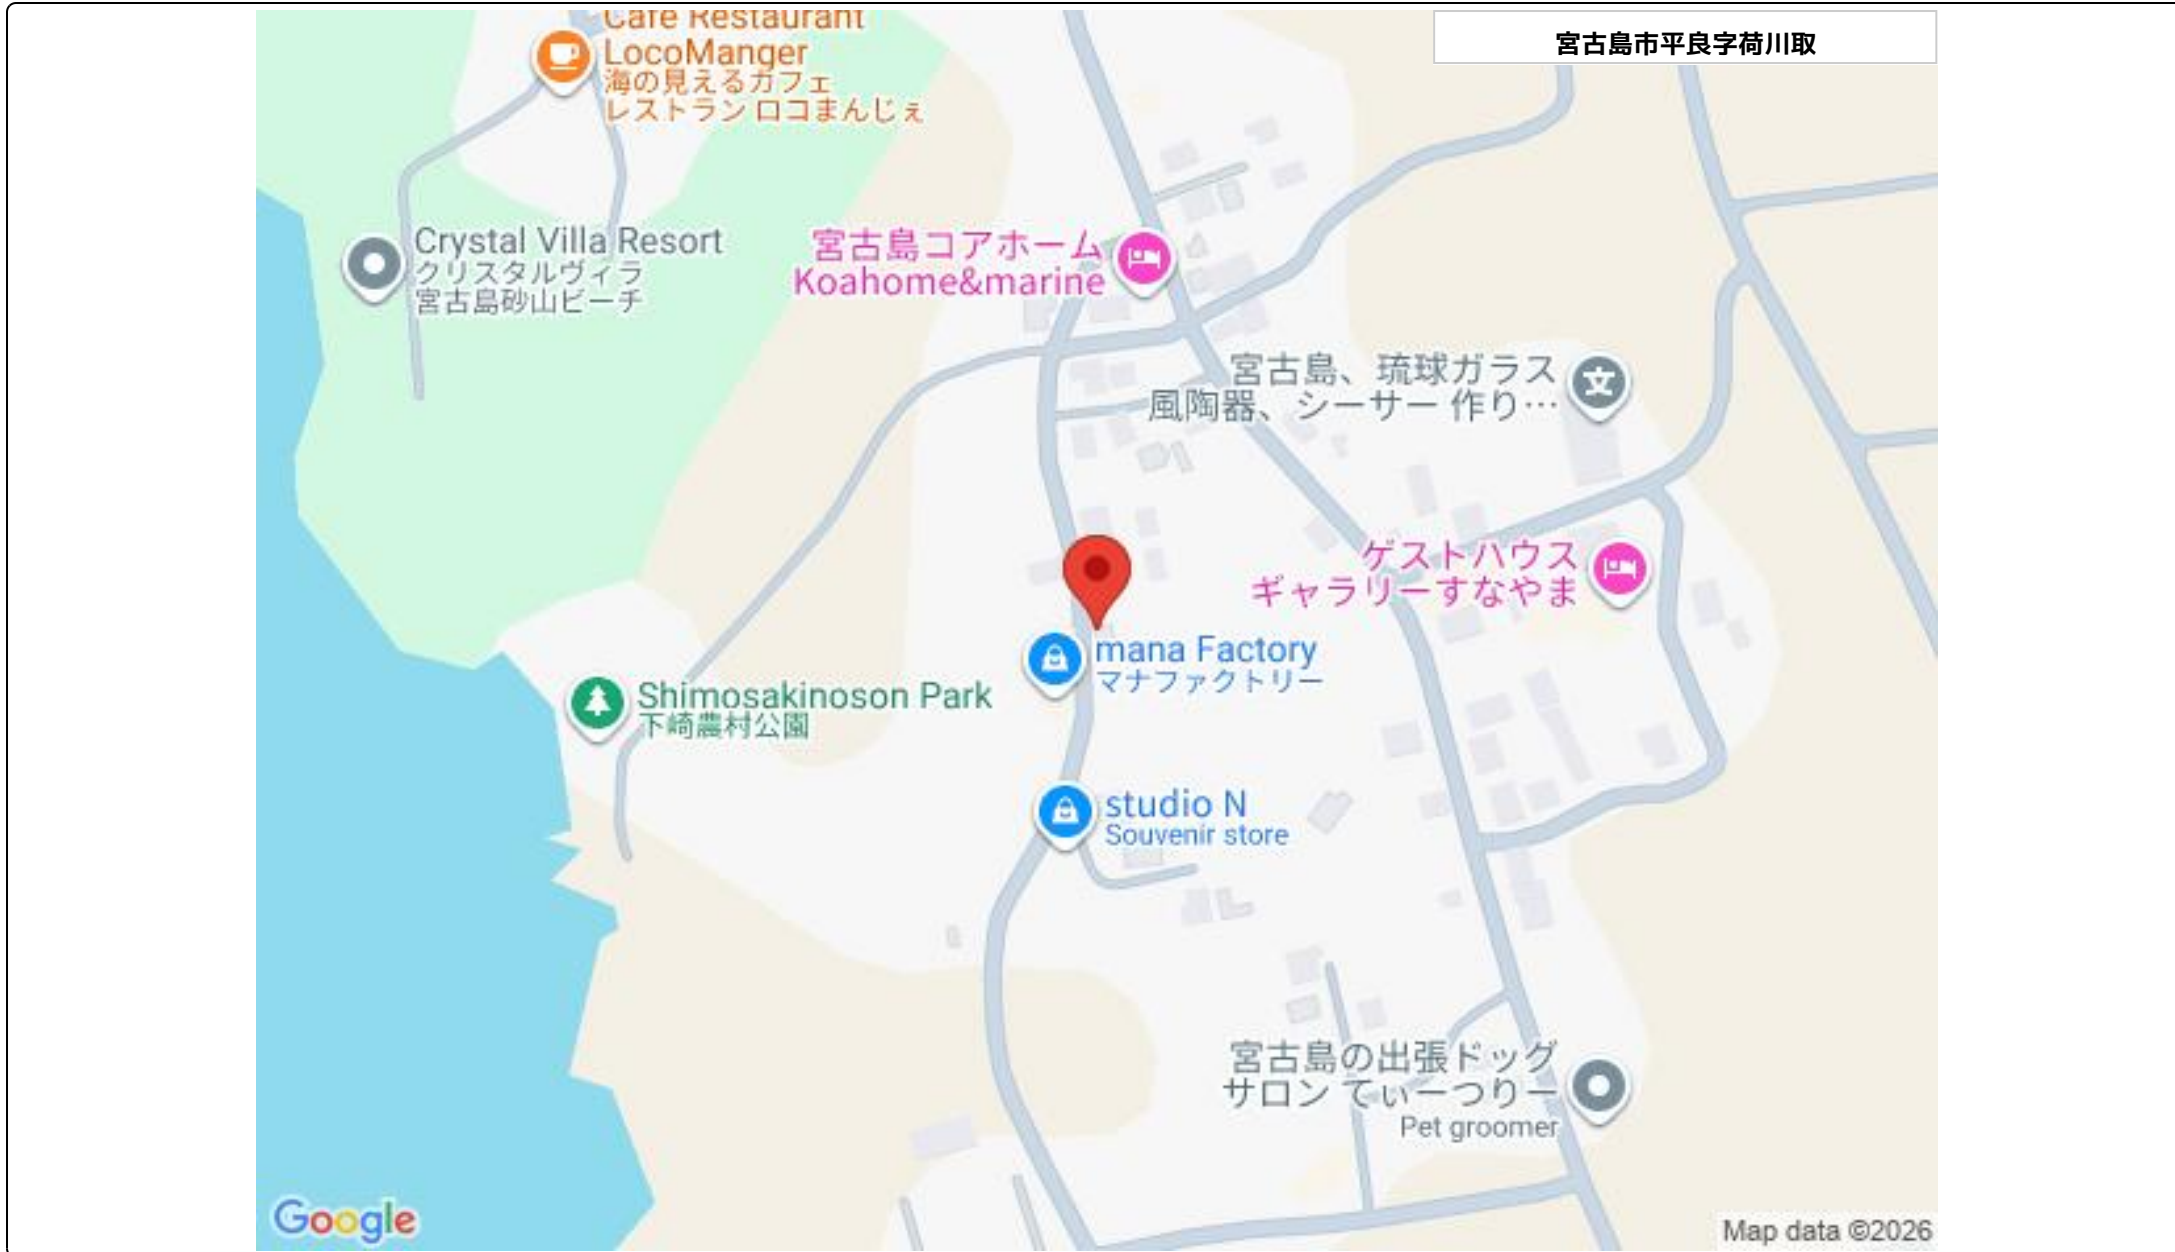 Cafe Restaurant
LocoManger
海の見えるカフェ
レストラン ロコまんじぇ
宮古島市平良字荷川取
Crystal Villa Resort
クリスタルヴィラ
宮古島砂山ビーチ
宮古島コアホーム
Koahome&marine
宮古島、琉球ガラス
風陶器、シーサー 作り…
文
ゲストハウス
ギャラリーすなやま
mana Factory
マナファクトリー
Shimosakinoson Park
下崎農村公園
studio N
Souvenir store
宮古島の出張ドッグ
サロン てぃーつりー
Pet groomer
Google
Map data ©2026